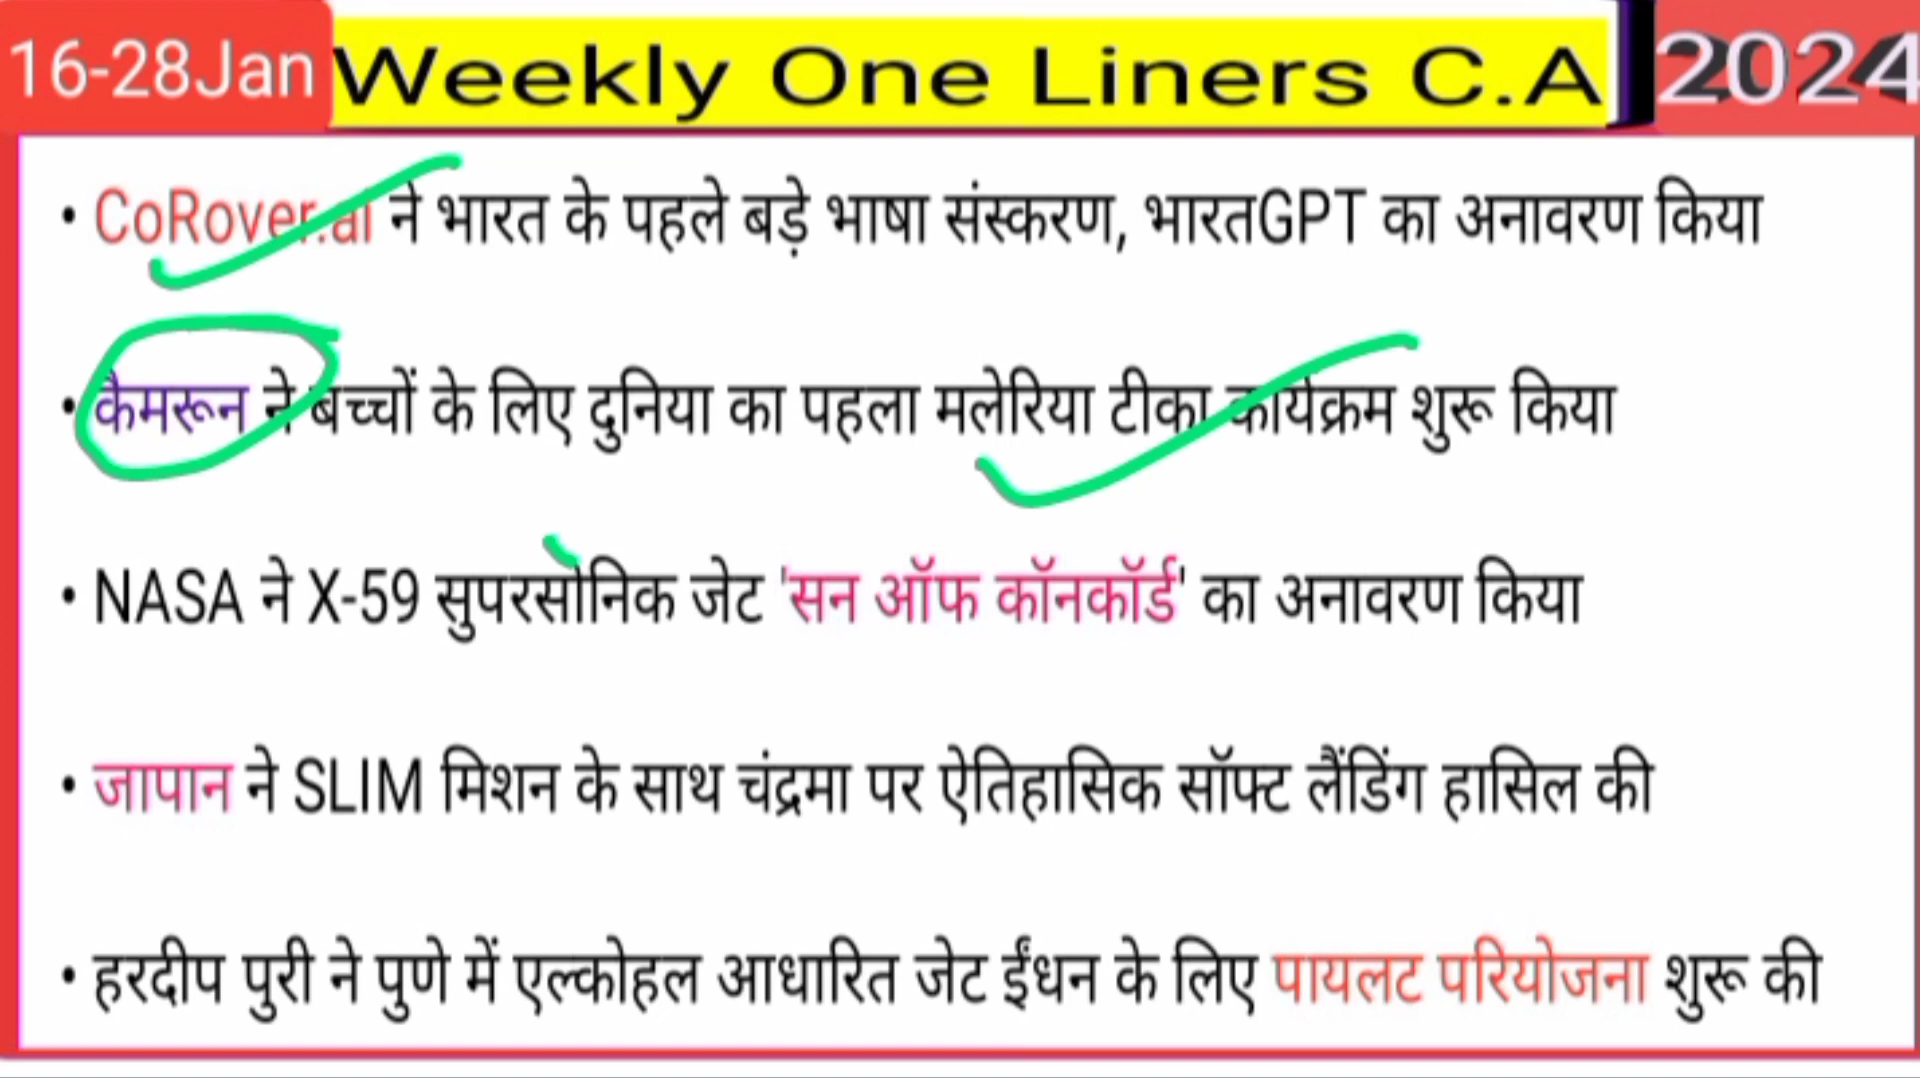 16-28Jan Weekly One Liners C.A 2024
• CoRover.ai ने भारत के पहले बड़े भाषा संस्करण, भारतGPT का अनावरण किया
• कैमरून ने बच्चों के लिए दुनिया का पहला मलेरिया टीका कार्यक्रम शुरू किया
• NASA ने X-59 सुपरसोनिक जेट 'सन ऑफ कॉनकॉर्ड' का अनावरण किया
• जापान ने SLIM मिशन के साथ चंद्रमा पर ऐतिहासिक सॉफ्ट लैंडिंग हासिल की
• हरदीप पुरी ने पुणे में एल्कोहल आधारित जेट ईंधन के लिए पायलट परियोजना शुरू की